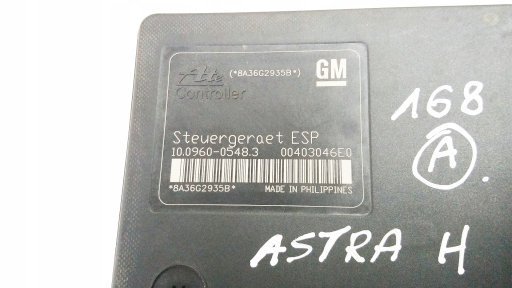 Ate (*8A36G2935B*) GM
Controller
Steuergeraet ESP
10.0960-0548.3 00403046E0
*8A36G2935B* MADE IN PHILIPPINES
168
A
ASTRA H